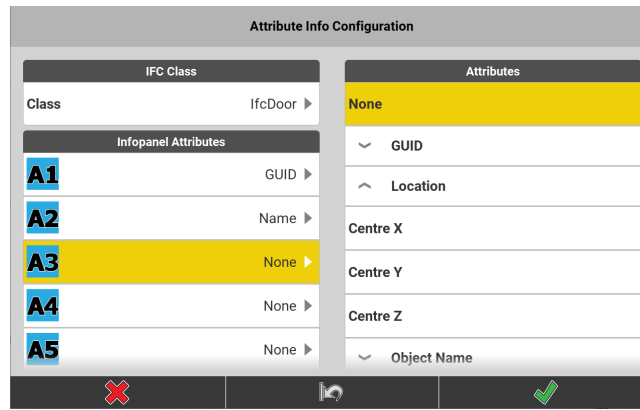 Attribute Info Configuration
IFC Class
Class IfcDoor
Infopanel Attributes
A1 GUID
A2 Name
A3 None
A4 None
A5 None
Attributes
None
GUID
Location
Centre X
Centre Y
Centre Z
Object Name